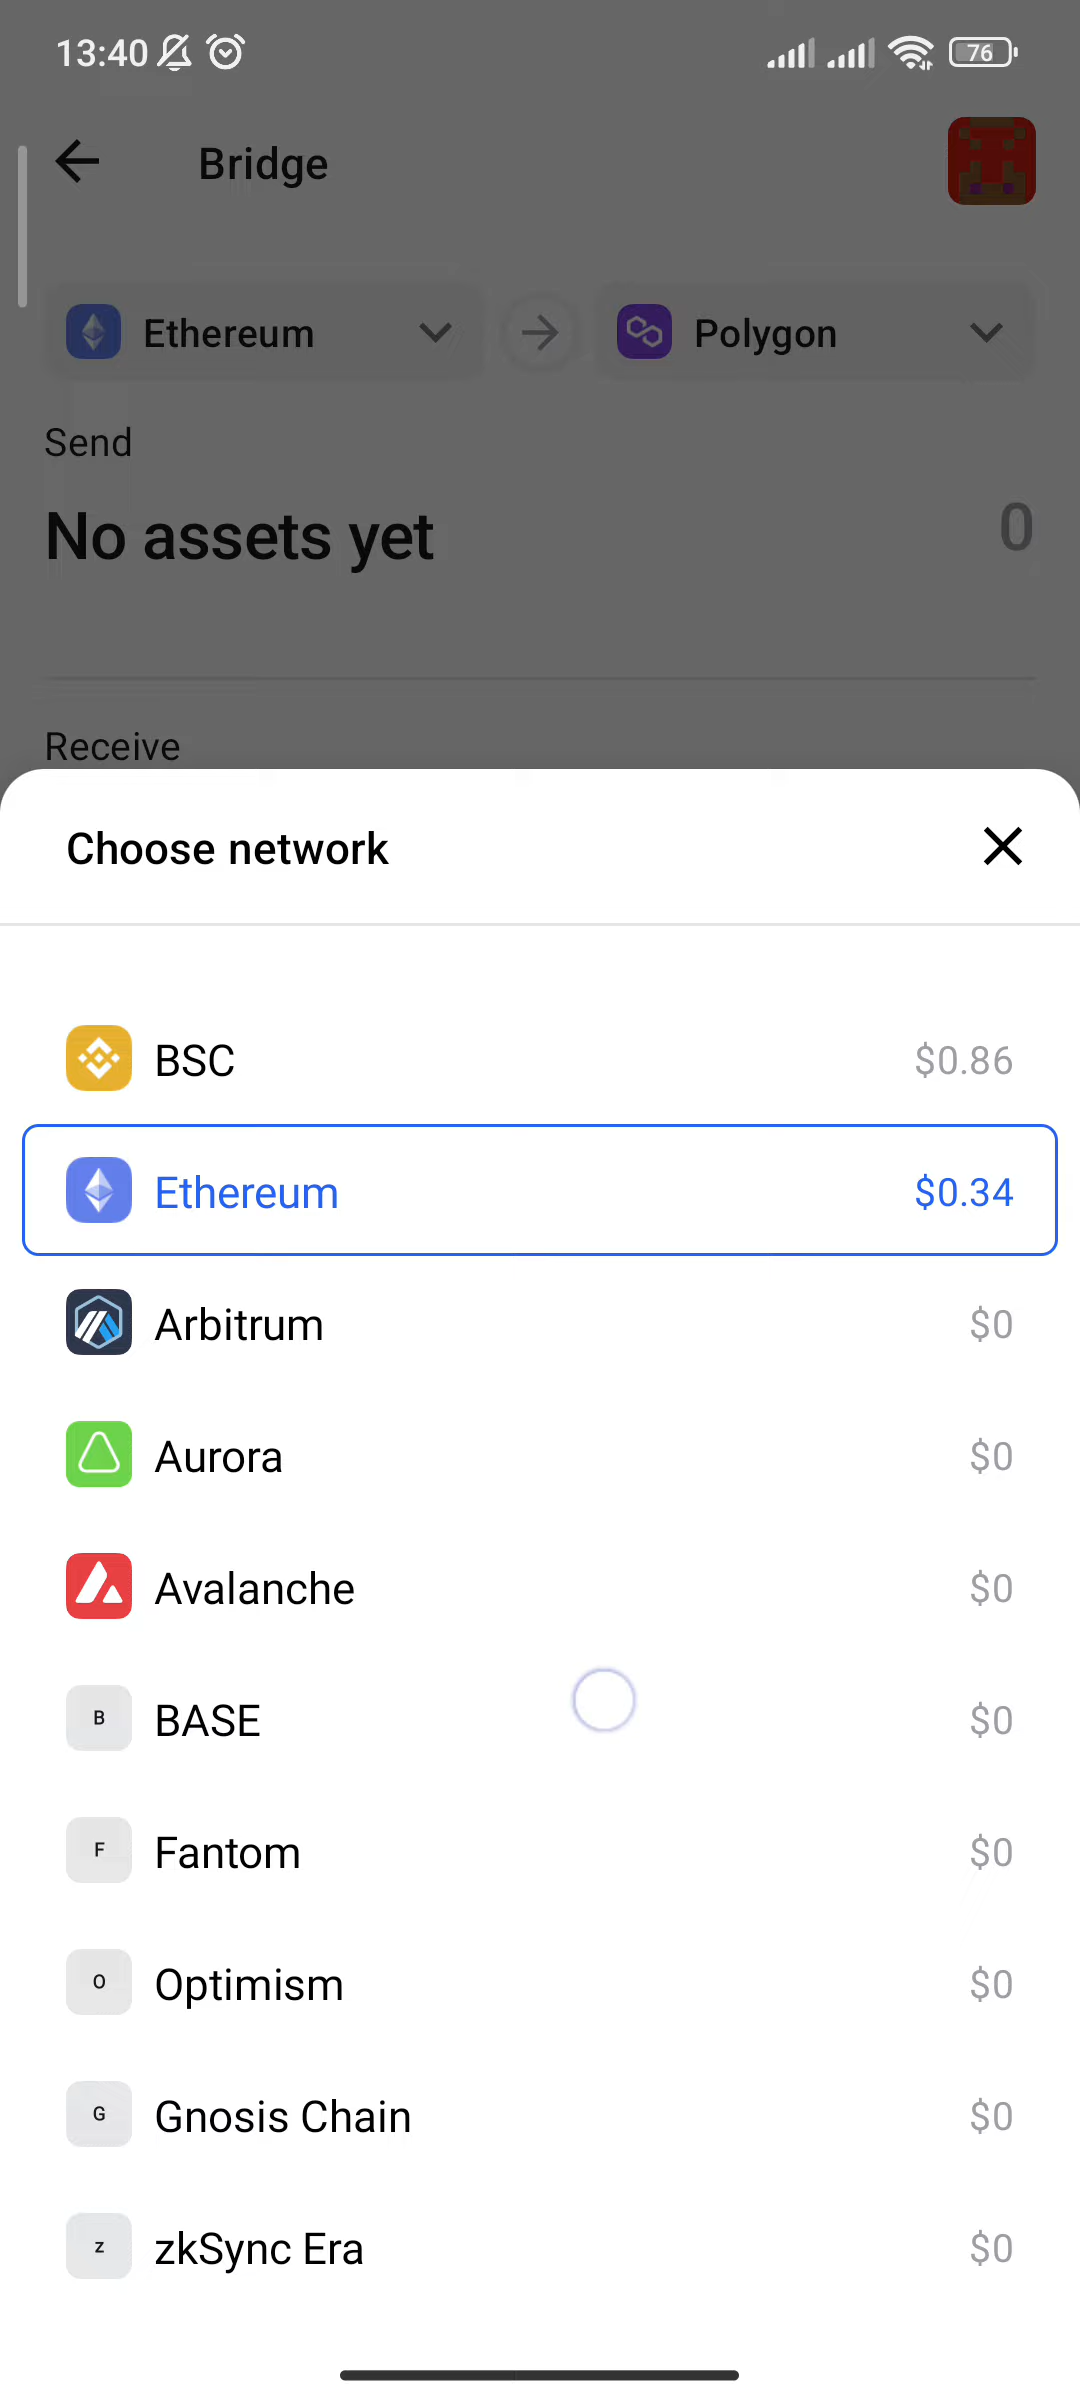 13:40
76
Bridge
Ethereum
Polygon
Send
No assets yet
0
Receive
Choose network
BSC
$0.86
Ethereum
$0.34
Arbitrum
$0
Aurora
$0
Avalanche
$0
B
BASE
$0
F
Fantom
$0
O
Optimism
$0
G
Gnosis Chain
$0
z
zkSync Era
$0